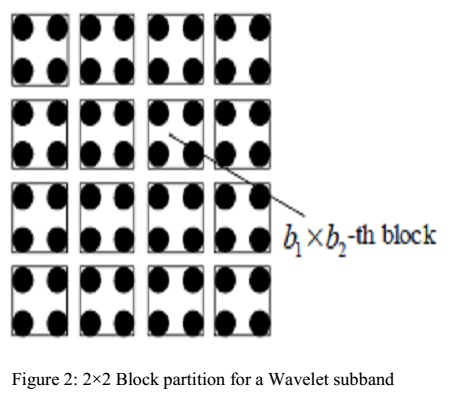 b₁×b₂-th block
Figure 2: 2×2 Block partition for a Wavelet subband